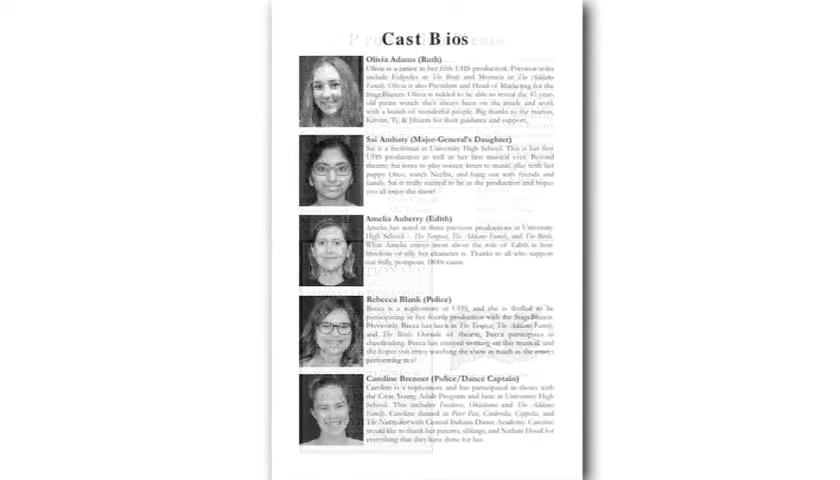 Cast Bios
Olivia Adams (Ruth)
Olivia is a junior in her fifth UHS production. Previous roles
include Eulpides in The Birds and Morticia in The Addams
Family. Olivia is also President and Head of Marketing for the
StageBlazers. Olivia is tickled to be able to reveal the 47-year-
old pirate wench she's always been on the inside and work
with a bunch of wonderful people. Big thanks to the
for their guidance and support.
Sai Ambaty (Major-General's Daughter)
Sai is a freshman at University High School. This is her first
UHS production as well as her first musical ever. Beyond
theatre, Sai loves to play soccer, listen to music, play with her
puppy Oreo, watch Netflix, and hang out with friends and
family. Sai is really excited to be in the production and hopes
you all enjoy the show!
Amelia Auberry (Edith)
Amelia has acted in three previous productions at University
High School – The Tempest, The Addams Family, and The Birds.
What Amelia enjoys most about the role of Edith is how
frivolous or silly her character is. Thanks to all who support
our frilly, pompous, 1800s cause.
Rebecca Blank (Police)
Becca is a sophomore at UHS, and she is thrilled to be
participating in her fourth production with the StageBlazers.
Previously, Becca has been in The Tempest, The Addams Family,
and The Birds. Outside of theatre, Becca participates in
cheerleading. Becca has enjoyed working on this musical, and
she hopes you enjoy watching the show as much as she enjoys
performing in it!
Caroline Brenner (Police/Dance Captain)
Caroline is a sophomore and has participated in shows with
the Civic Young Adult Program and here at University High
School. This includes Footloose, Oklahoma and The Addams
Family. Caroline danced in Peter Pan, Cinderella, Coppelia, and
The Nutcracker with Central Indiana Dance Academy. Caroline
would like to thank her parents, siblings, and Nathan Hood for
everything that they have done for her.